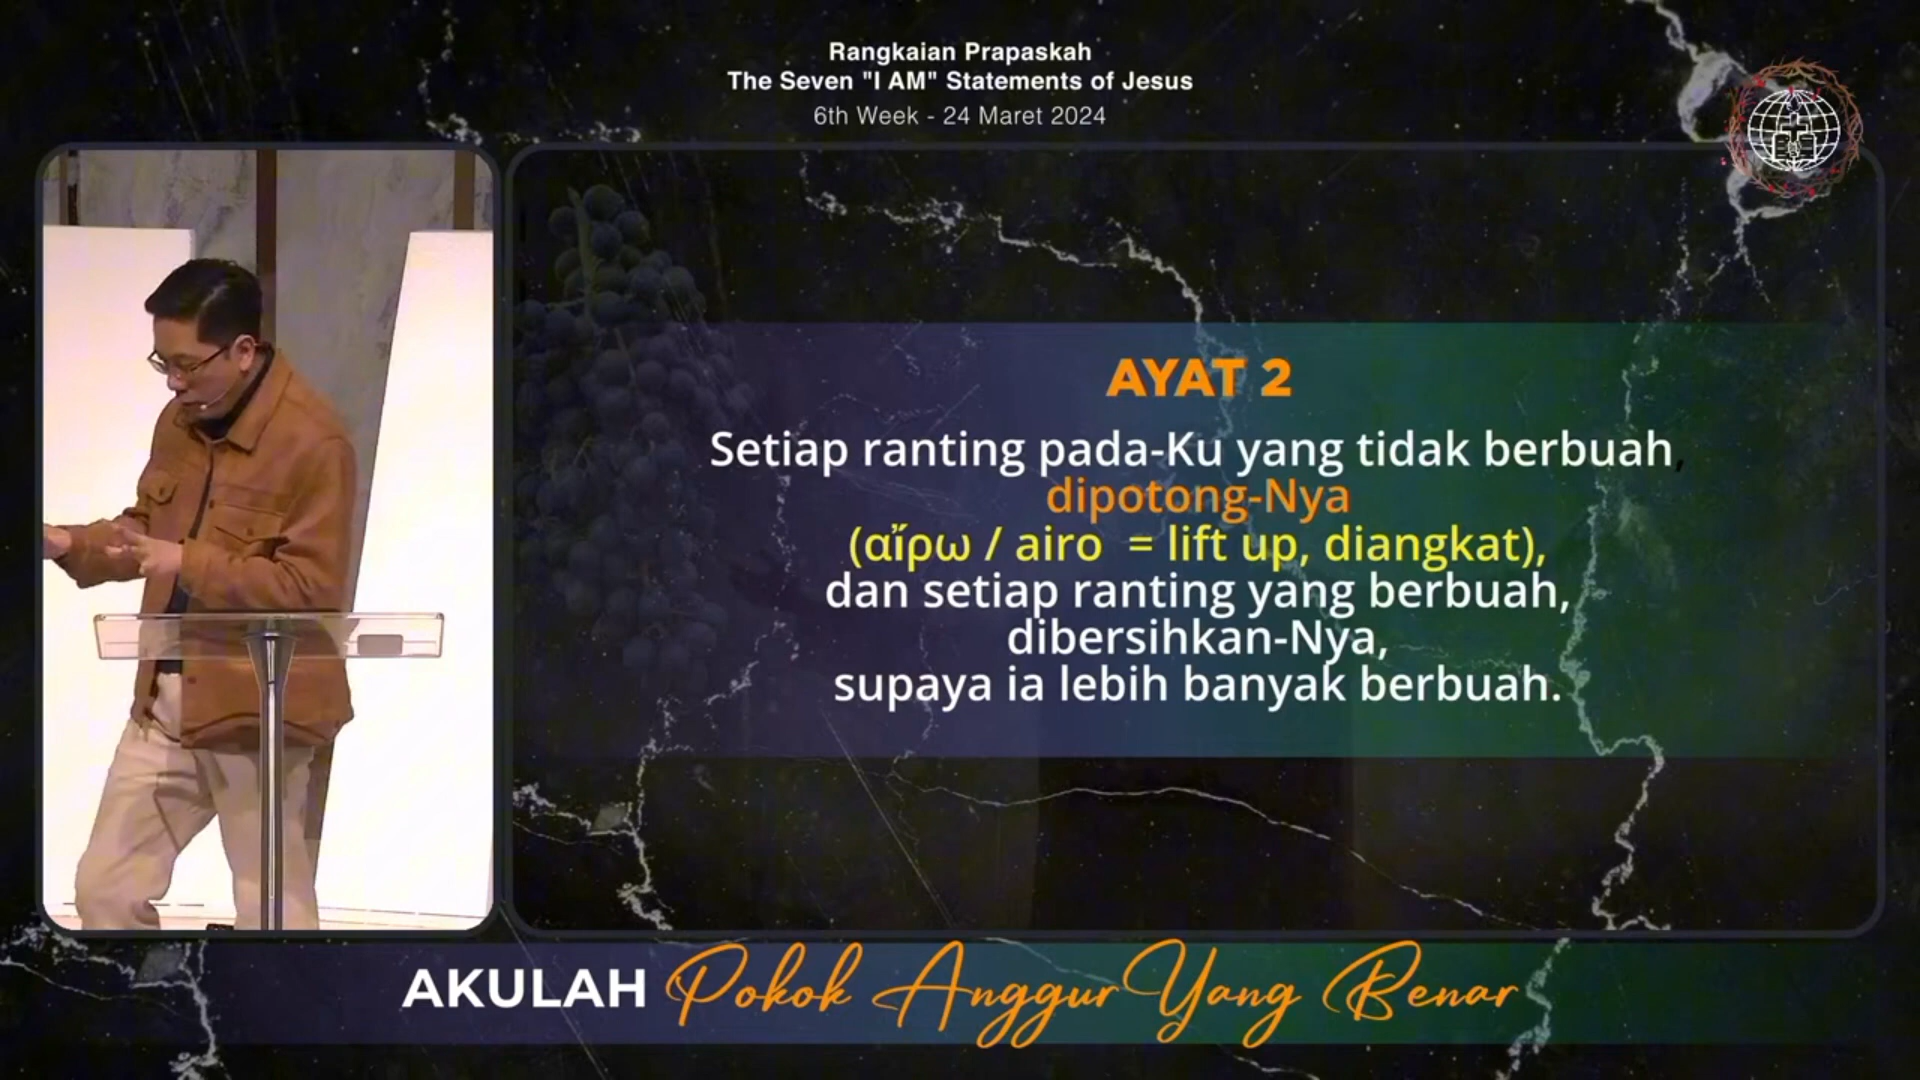 Rangkaian Prapaskah
The Seven "I AM" Statements of Jesus
6th Week - 24 Maret 2024
AYAT 2
Setiap ranting pada-Ku yang tidak berbuah,
dipotong-Nya
(αἴρω / airo = lift up, diangkat),
dan setiap ranting yang berbuah,
dibersihkan-Nya,
supaya ia lebih banyak berbuah.
AKULAH Pokok Anggur Yang Benar